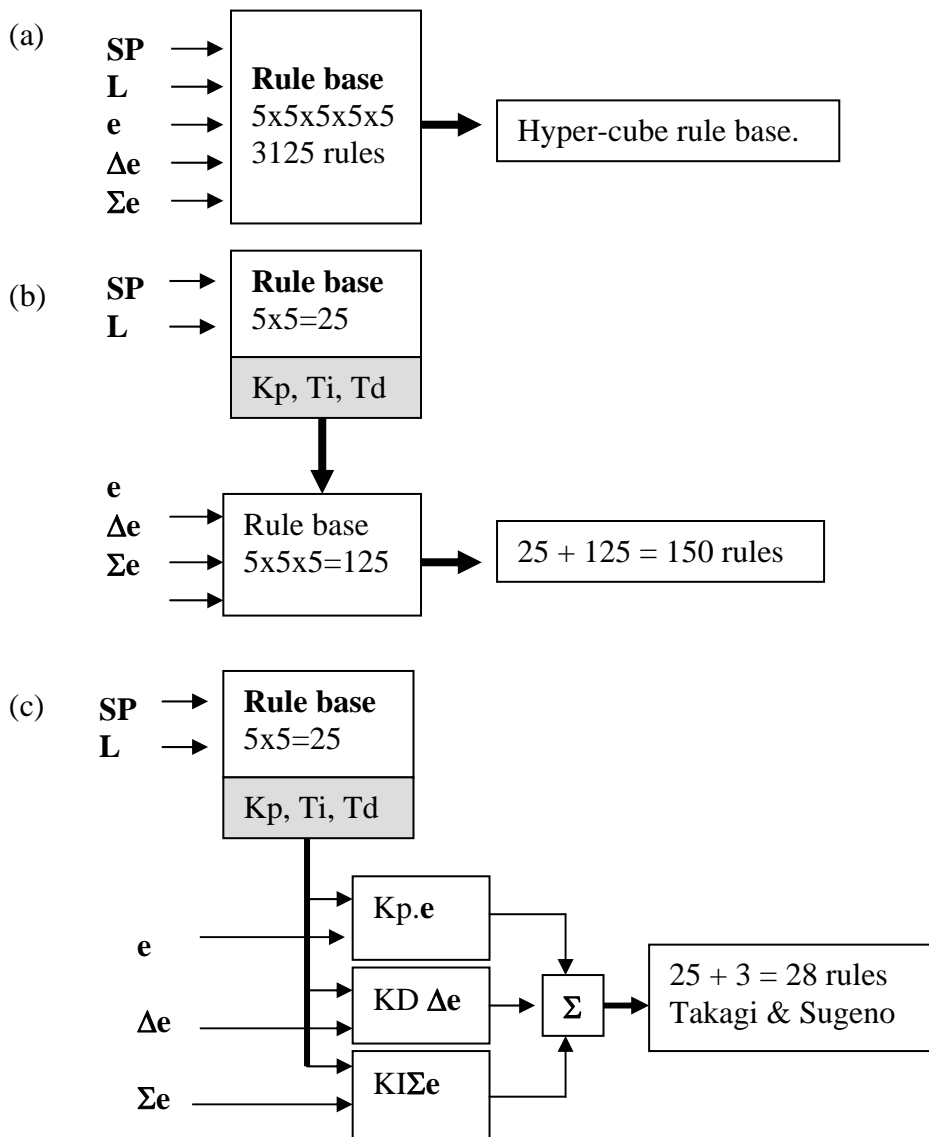 (a)
SP
L
e
Δe
Σe
Rule base
5x5x5x5x5
3125 rules
Hyper-cube rule base.
(b)
SP
L
Rule base
5x5=25
Kp, Ti, Td
e
Δe
Σe
Rule base
5x5x5=125
25 + 125 = 150 rules
(c)
SP
L
Rule base
5x5=25
Kp, Ti, Td
e
Δe
Σe
Kp.e
KD Δe
KIΣe
Σ
25 + 3 = 28 rules
Takagi & Sugeno